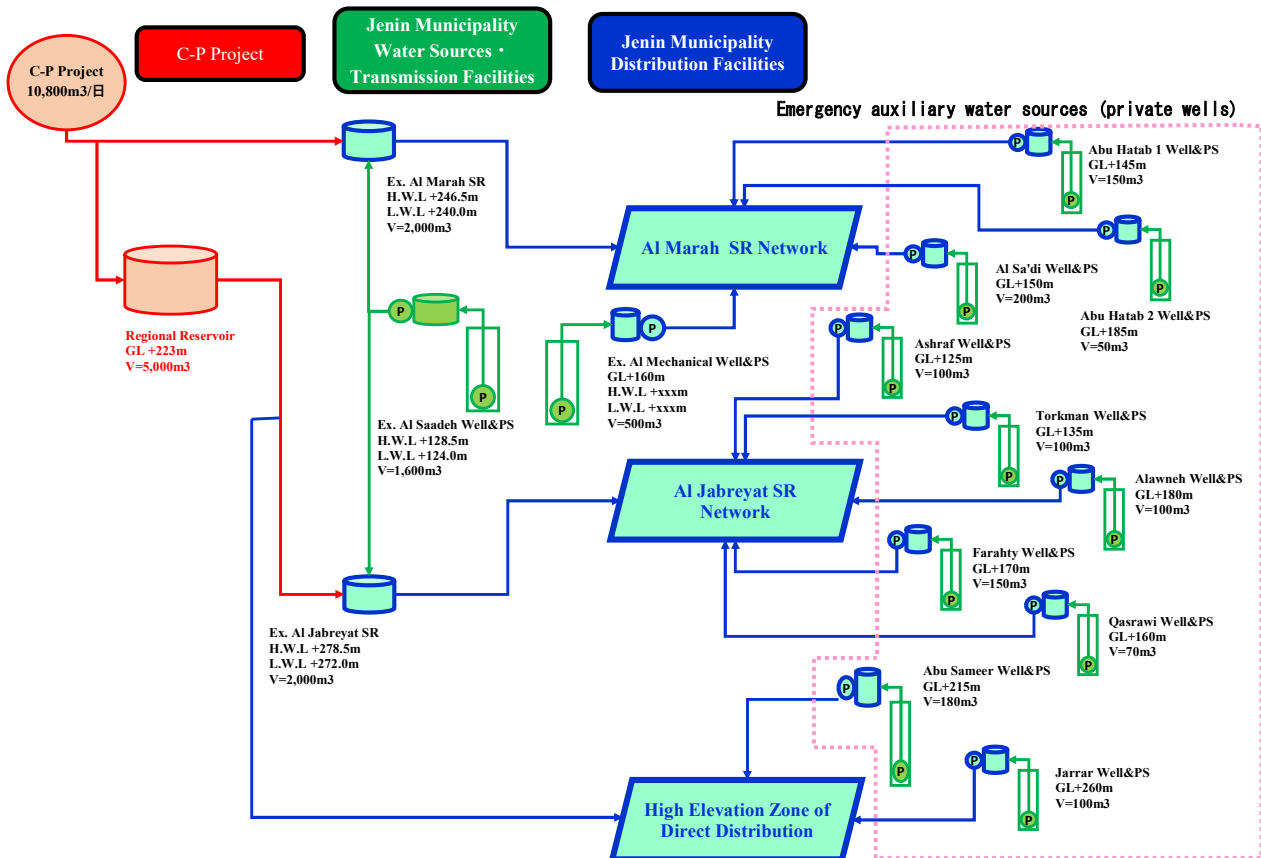 C-P Project
10,800m3/日
C-P Project
Jenin Municipality
Water Sources・
Transmission Facilities
Jenin Municipality
Distribution Facilities
Emergency auxiliary water sources (private wells)
Ex. Al Marah SR
H.W.L +246.5m
L.W.L +240.0m
V=2,000m3
Al Marah SR Network
P
P
Abu Hatab 1 Well&PS
GL+145m
V=150m3
P
P
Abu Hatab 2 Well&PS
GL+185m
V=50m3
P
P
Al Sa'di Well&PS
GL+150m
V=200m3
Regional Reservoir
GL +223m
V=5,000m3
P
P
Ex. Al Saadeh Well&PS
H.W.L +128.5m
L.W.L +124.0m
V=1,600m3
P
P
Ex. Al Mechanical Well&PS
GL+160m
H.W.L +xxxm
L.W.L +xxxm
V=500m3
P
P
Ashraf Well&PS
GL+125m
V=100m3
P
P
Torkman Well&PS
GL+135m
V=100m3
Al Jabreyat SR
Network
P
P
Alawneh Well&PS
GL+180m
V=100m3
P
P
Farahty Well&PS
GL+170m
V=150m3
P
P
Qasrawi Well&PS
GL+160m
V=70m3
Ex. Al Jabreyat SR
H.W.L +278.5m
L.W.L +272.0m
V=2,000m3
P
P
Abu Sameer Well&PS
GL+215m
V=180m3
P
P
Jarrar Well&PS
GL+260m
V=100m3
High Elevation Zone of
Direct Distribution